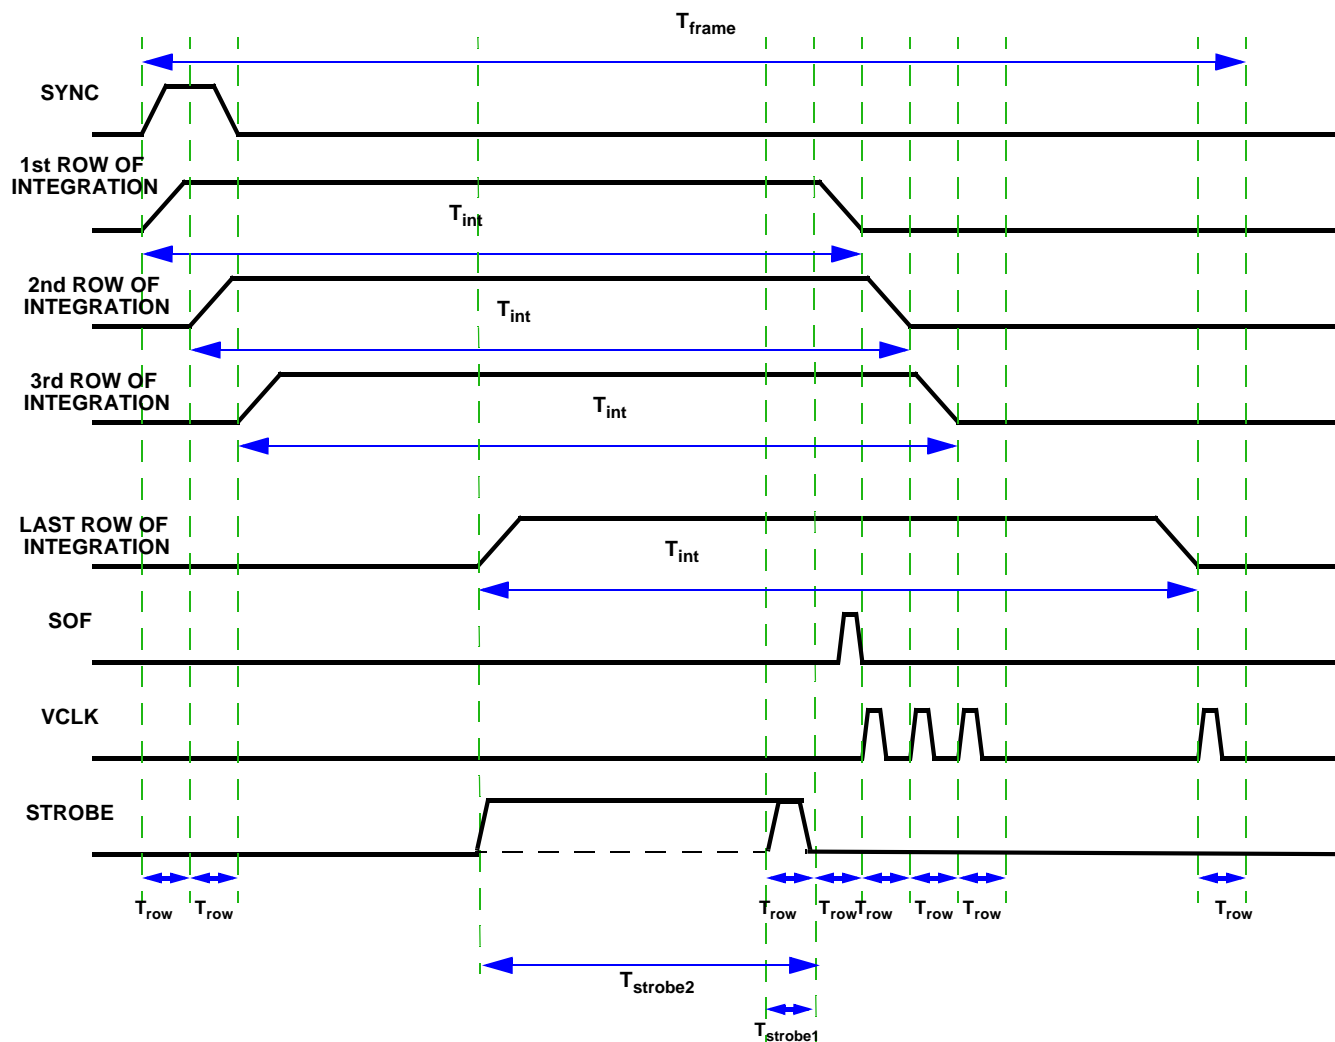 Tframe
SYNC
1st ROW OF
INTEGRATION
Tint
2nd ROW OF
INTEGRATION
Tint
3rd ROW OF
INTEGRATION
Tint
LAST ROW OF
INTEGRATION
Tint
SOF
VCLK
STROBE
Trow Trow Trow Trow Trow Trow Trow Trow
Tstrobe2
Tstrobe1